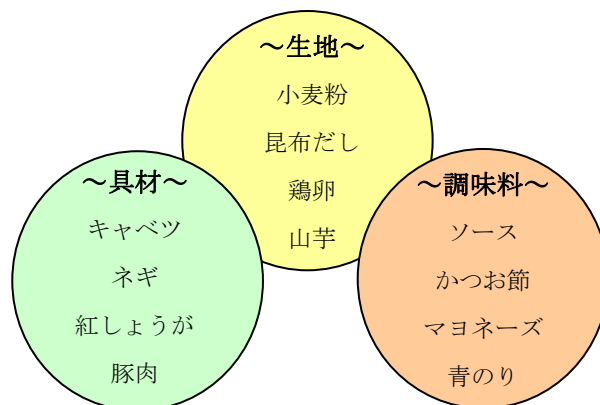 ～生地～
小麦粉
昆布だし
鶏卵
山芋
～具材～
キャベツ
ネギ
紅しょうが
豚肉
～調味料～
ソース
かつお節
マヨネーズ
青のり